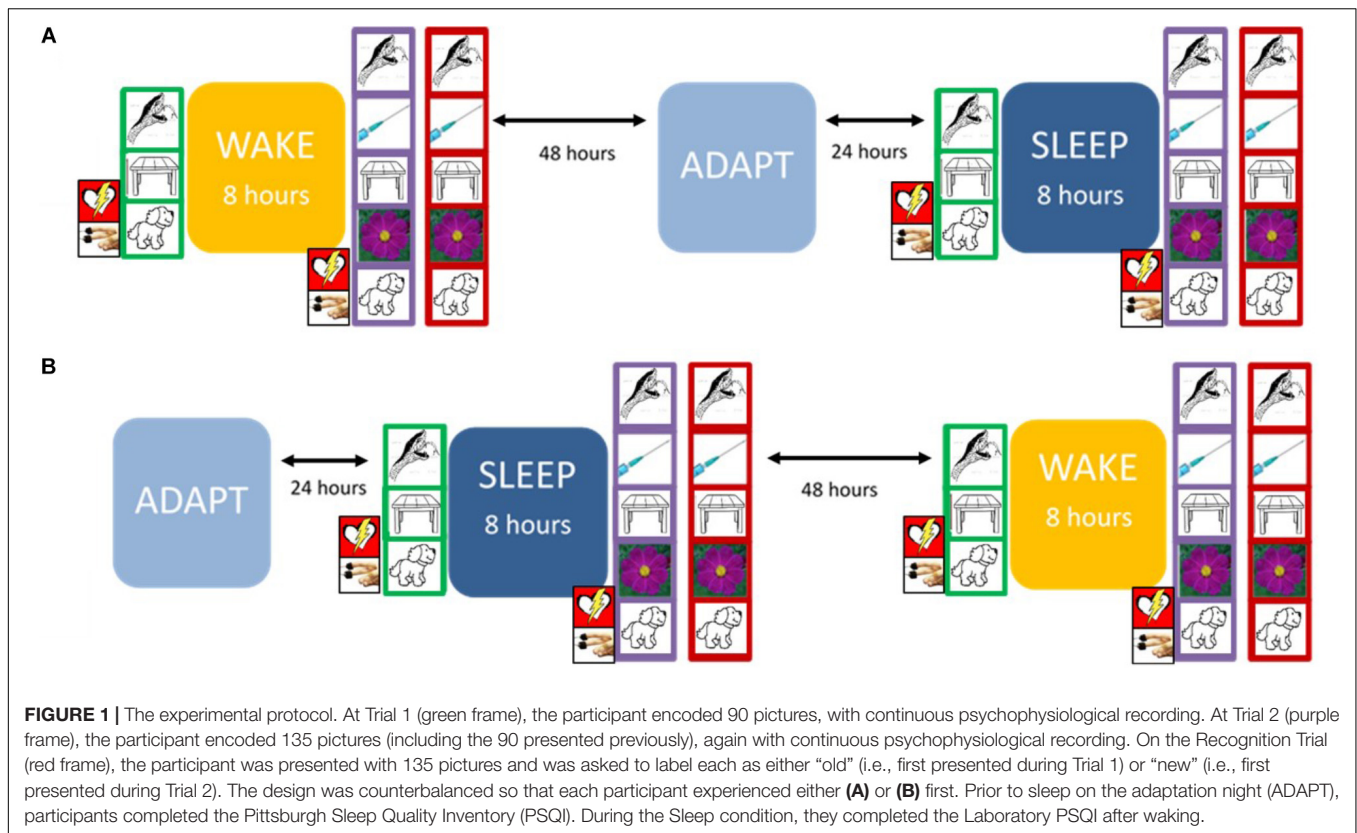 A
WAKE
8 hours
48 hours
ADAPT
24 hours
SLEEP
8 hours
B
ADAPT
24 hours
SLEEP
8 hours
48 hours
WAKE
8 hours
FIGURE 1 | The experimental protocol. At Trial 1 (green frame), the participant encoded 90 pictures, with continuous psychophysiological recording. At Trial 2 (purple
frame), the participant encoded 135 pictures (including the 90 presented previously), again with continuous psychophysiological recording. On the Recognition Trial
(red frame), the participant was presented with 135 pictures and was asked to label each as either “old” (i.e., first presented during Trial 1) or “new” (i.e., first
presented during Trial 2). The design was counterbalanced so that each participant experienced either (A) or (B) first. Prior to sleep on the adaptation night (ADAPT),
participants completed the Pittsburgh Sleep Quality Inventory (PSQI). During the Sleep condition, they completed the Laboratory PSQI after waking.